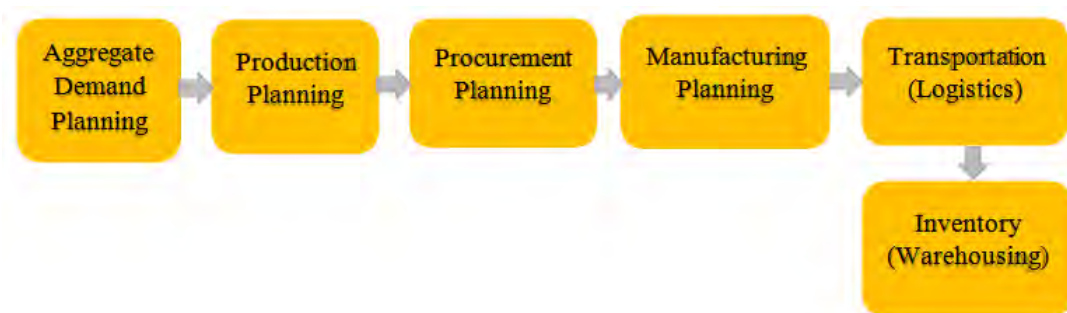 Aggregate
Demand
Planning
Production
Planning
Procurement
Planning
Manufacturing
Planning
Transportation
(Logistics)
Inventory
(Warehousing)